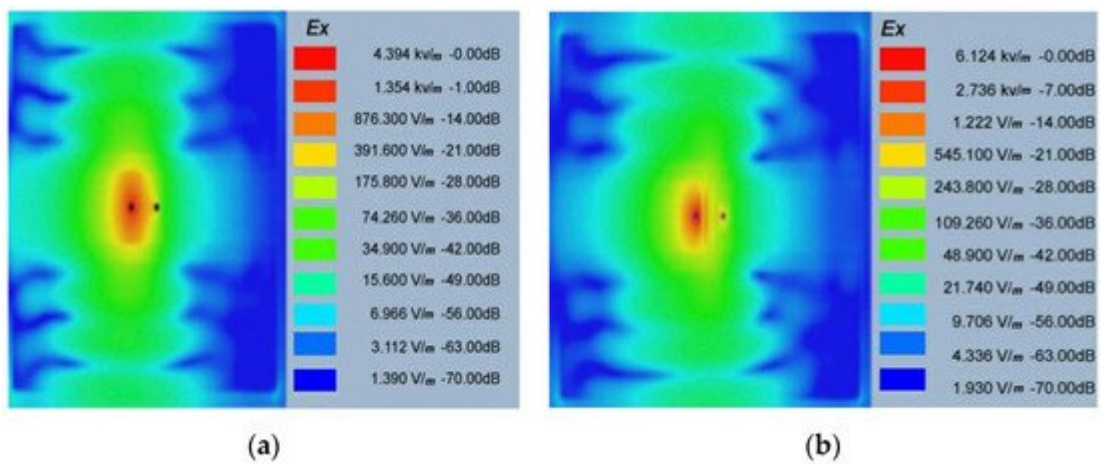 Ex
4.394 kv/m -0.00dB
1.354 kv/m -1.00dB
876.300 V/m -14.00dB
391.600 V/m -21.00dB
175.800 V/m -28.00dB
74.260 V/m -36.00dB
34.900 V/m -42.00dB
15.600 V/m -49.00dB
6.966 V/m -56.00dB
3.112 V/m -63.00dB
1.390 V/m -70.00dB
(a)
Ex
6.124 kv/m -0.00dB
2.736 kv/m -7.00dB
1.222 V/m -14.00dB
545.100 V/m -21.00dB
243.800 V/m -28.00dB
109.260 V/m -36.00dB
48.900 V/m -42.00dB
21.740 V/m -49.00dB
9.706 V/m -56.00dB
4.336 V/m -63.00dB
1.930 V/m -70.00dB
(b)